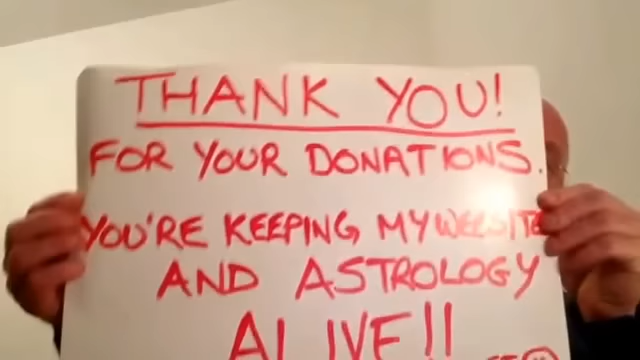 THANK YOU!
FOR YOUR DONATIONS.
YOU'RE KEEPING MY WEBSITE
AND ASTROLOGY
ALIVE!!